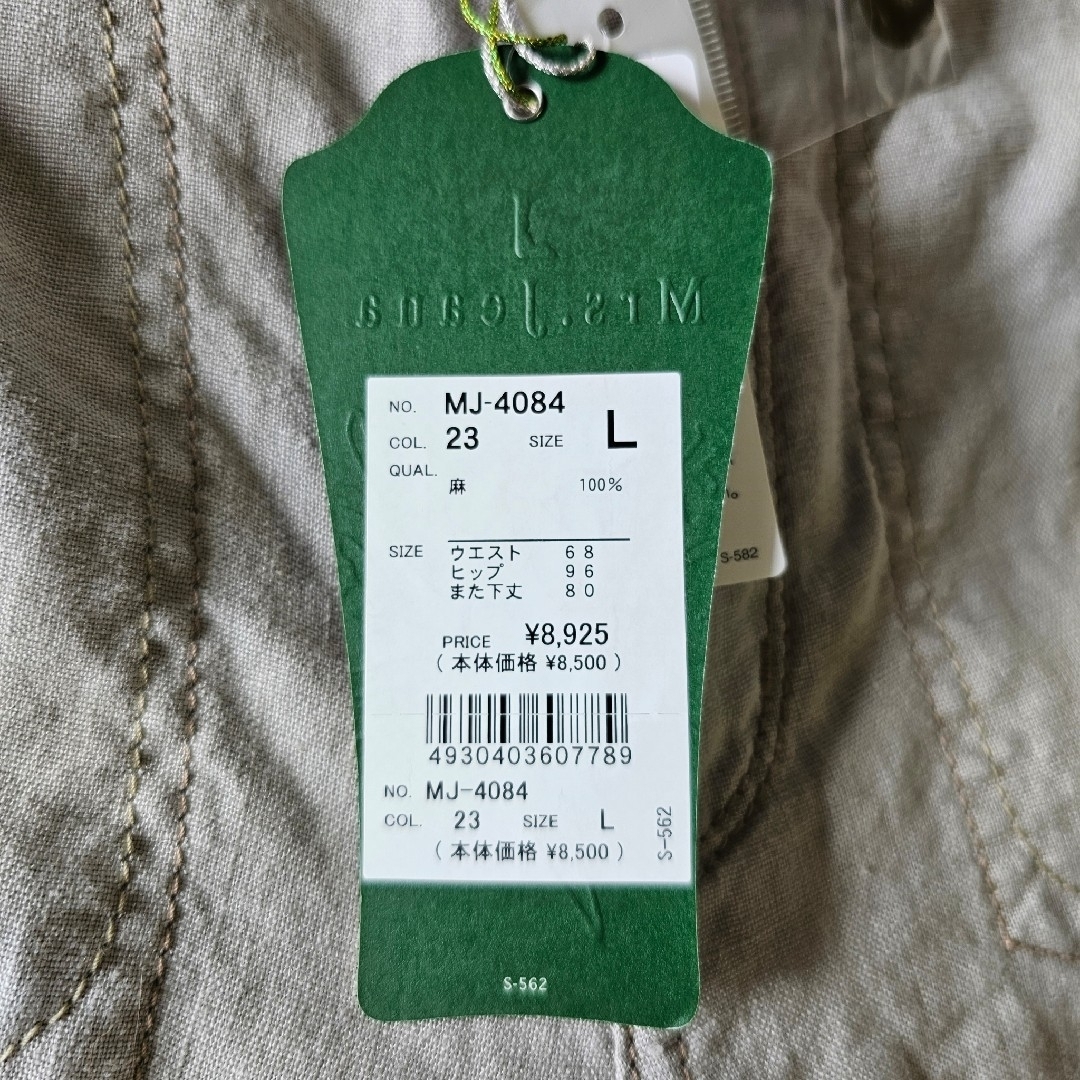 Mrs.Jeana
NO. MJ-4084
COL. 23 SIZE L
QUAL.
麻 100%
SIZE ウエスト 68
ヒップ 96
また下丈 80
PRICE ¥8,925
(本体価格 ¥8,500)
4930403607789
NO. MJ-4084
COL. 23 SIZE L
(本体価格 ¥8,500)
S-562
S-562
S-582